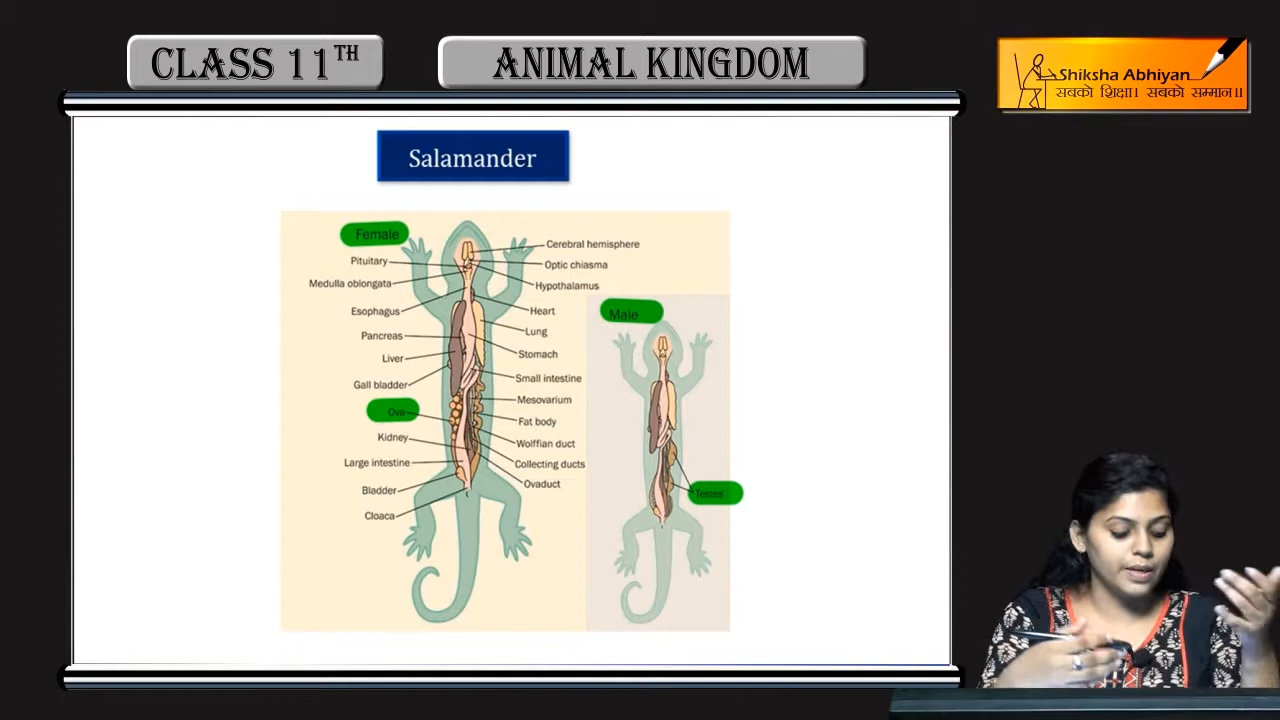 CLASS 11TH
ANIMAL KINGDOM
Shiksha Abhiyan
सबको शिक्षा। सबको सम्मान॥
Salamander
Female
Pituitary
Medulla oblongata
Esophagus
Pancreas
Liver
Gall bladder
Ova
Kidney
Large intestine
Bladder
Cloaca
Cerebral hemisphere
Optic chiasma
Hypothalamus
Heart
Lung
Stomach
Small intestine
Mesovarium
Fat body
Wolffian duct
Collecting ducts
Ovaduct
Male
Testes